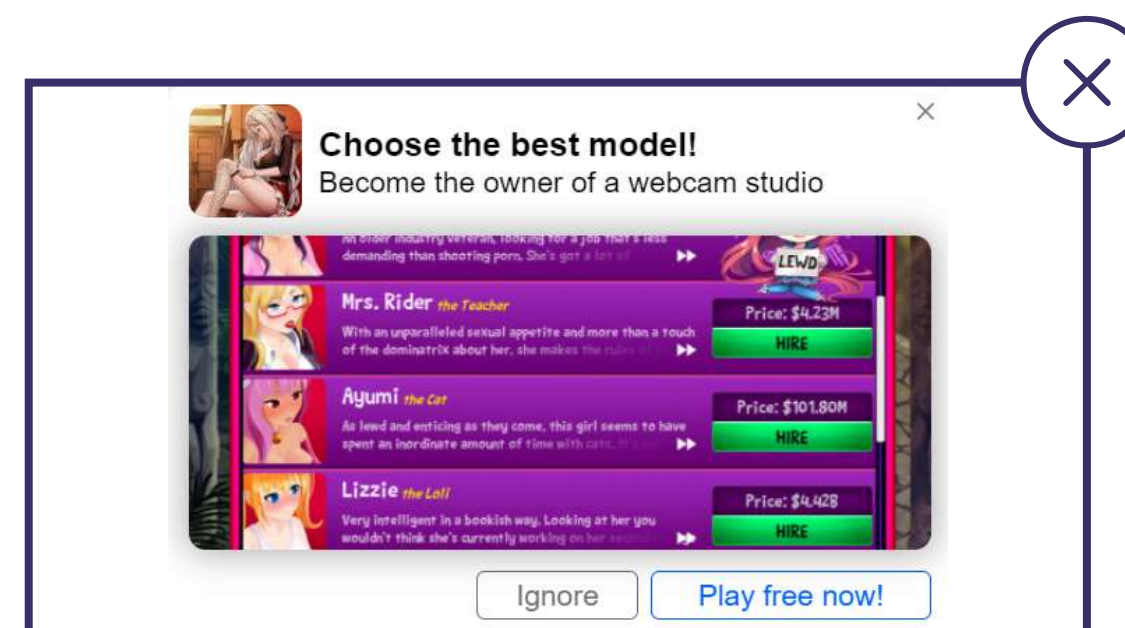 Choose the best model!
Become the owner of a webcam studio
An older industry veteran, looking for a job that's less
demanding than shooting porn. She's got a lot of
LEWD
Mrs. Rider the Teacher
Price: $4.23M
With an unparalleled sexual appetite and more than a touch
of the dominatrix about her, she makes the rules
HIRE
Ayumi the Cat
Price: $101.80M
As lewd and enticing as they come, this girl seems to have
spent an inordinate amount of time with cats. It's
HIRE
Lizzie the Loli
Price: $4.42B
Very intelligent in a bookish way. Looking at her you
wouldn't think she's currently working on her second
HIRE
Ignore
Play free now!